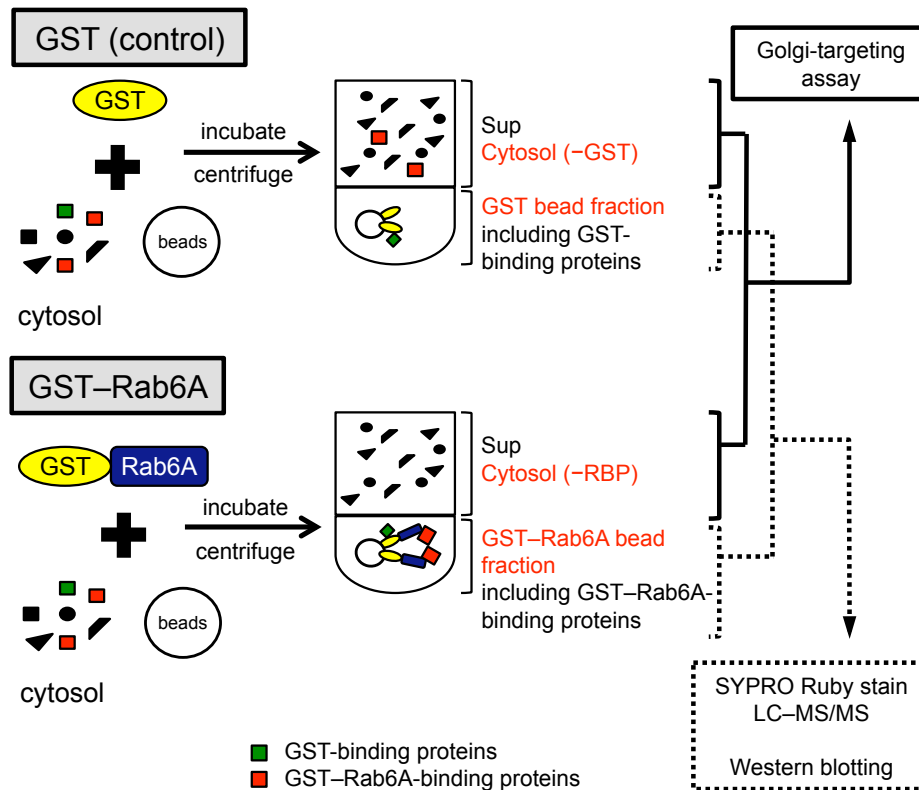 GST (control)
GST
incubate
centrifuge
beads
cytosol
Sup
Cytosol (−GST)
GST bead fraction
including GST-
binding proteins
Golgi-targeting
assay
GST–Rab6A
GST Rab6A
incubate
centrifuge
beads
cytosol
Sup
Cytosol (−RBP)
GST–Rab6A bead
fraction
including GST–Rab6A-
binding proteins
SYPRO Ruby stain
LC–MS/MS
Western blotting
GST-binding proteins
GST–Rab6A-binding proteins